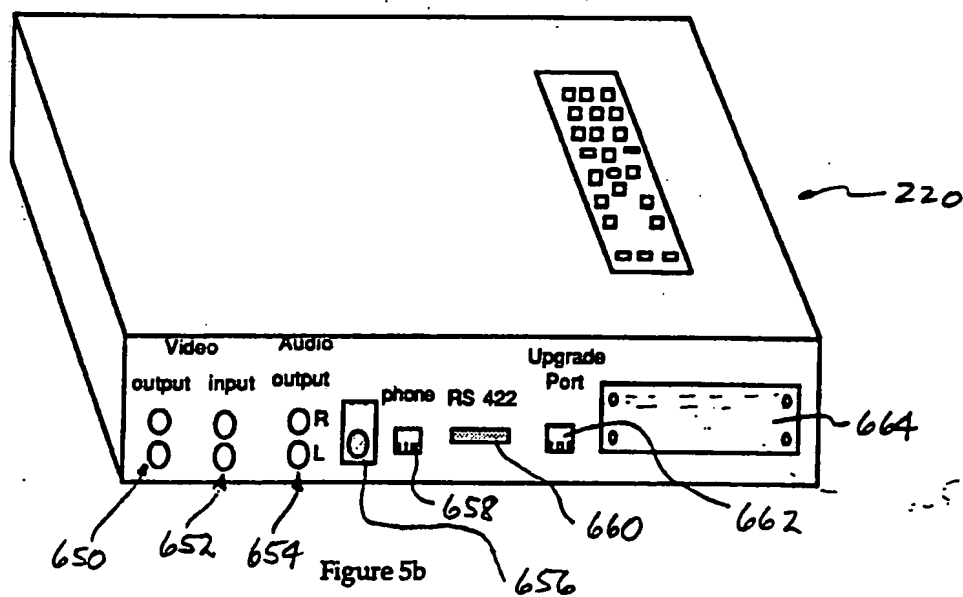 220
Video Audio
output input output
R
L
phone RS 422
Upgrade
Port
664
650 652 654 658 660 662
656
Figure 5b